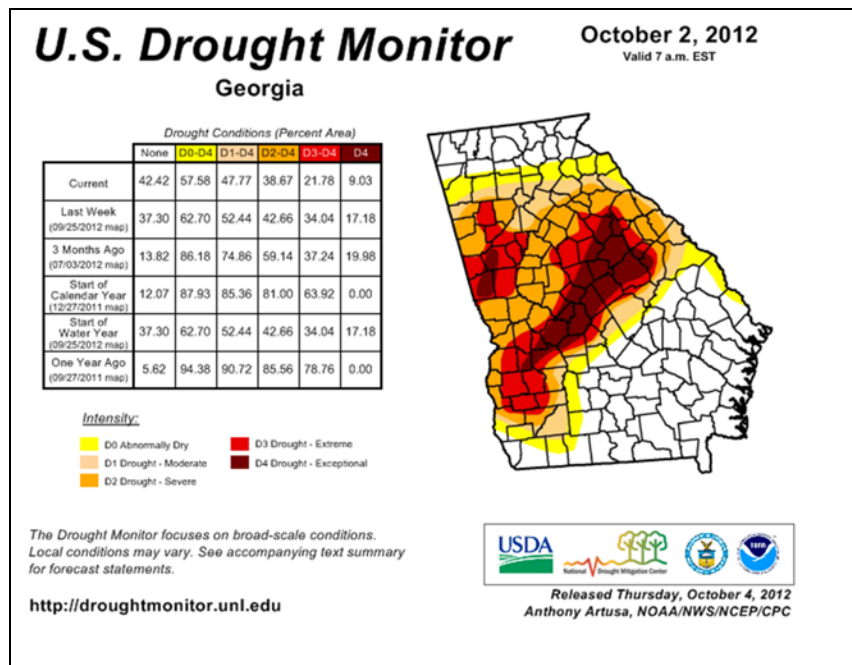 U.S. Drought Monitor
Georgia
October 2, 2012
Valid 7 a.m. EST
Drought Conditions (Percent Area)
None D0-D4 D1-D4 D2-D4 D3-D4 D4
Current 42.42 57.58 47.77 38.67 21.78 9.03
Last Week
(09/25/2012 map) 37.30 62.70 52.44 42.66 34.04 17.18
3 Months Ago
(07/03/2012 map) 13.82 86.18 74.86 59.14 37.24 19.98
Start of
Calendar Year
(12/27/2011 map) 12.07 87.93 85.36 81.00 63.92 0.00
Start of
Water Year
(09/25/2012 map) 37.30 62.70 52.44 42.66 34.04 17.18
One Year Ago
(09/27/2011 map) 5.62 94.38 90.72 85.56 78.76 0.00
Intensity:
D0 Abnormally Dry
D1 Drought - Moderate
D2 Drought - Severe
D3 Drought - Extreme
D4 Drought - Exceptional
The Drought Monitor focuses on broad-scale conditions.
Local conditions may vary. See accompanying text summary
for forecast statements.
http://droughtmonitor.unl.edu
USDA
National Drought Mitigation Center
Released Thursday, October 4, 2012
Anthony Artusa, NOAA/NWS/NCEP/CPC